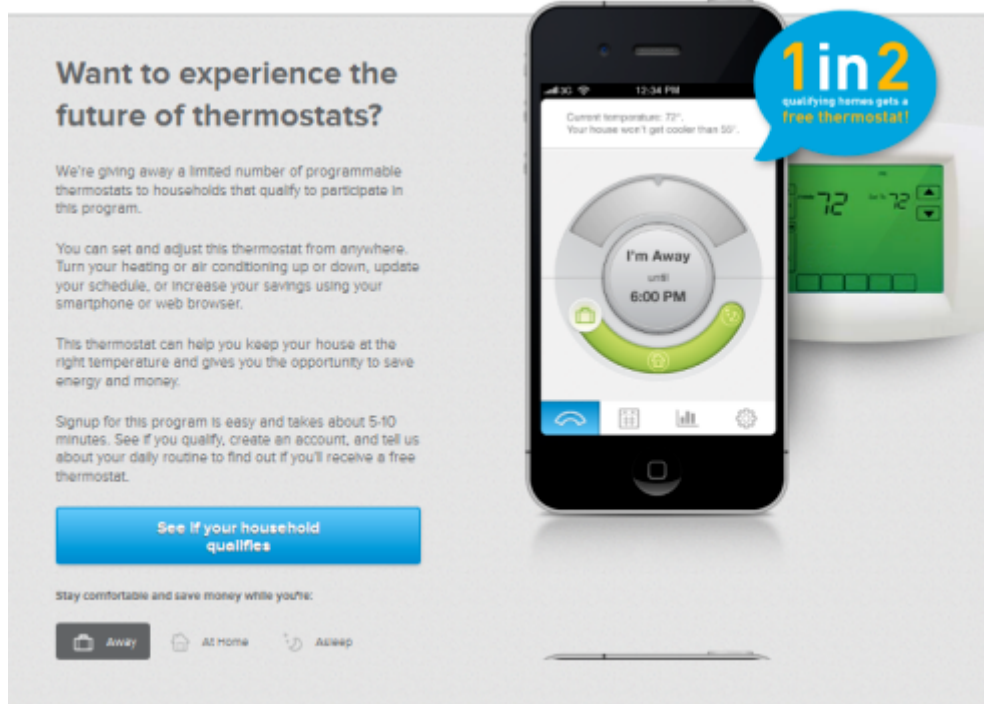 Want to experience the
future of thermostats?
We're giving away a limited number of programmable
thermostats to households that qualify to participate in
this program.
You can set and adjust this thermostat from anywhere.
Turn your heating or air conditioning up or down, update
your schedule, or increase your savings using your
smartphone or web browser.
This thermostat can help you keep your house at the
right temperature and gives you the opportunity to save
energy and money.
Signup for this program is easy and takes about 5-10
minutes. See if you qualify, create an account, and tell us
about your daily routine to find out if you'll receive a free
thermostat.
See if your household
qualifies
Stay comfortable and save money while you're:
Away At Home Asleep
1 in 2
qualifying homes gets a
free thermostat!
3G 12:34 PM
Current temperature: 72°.
Your house won't get cooler than 55°.
I'm Away
until
6:00 PM
72 72